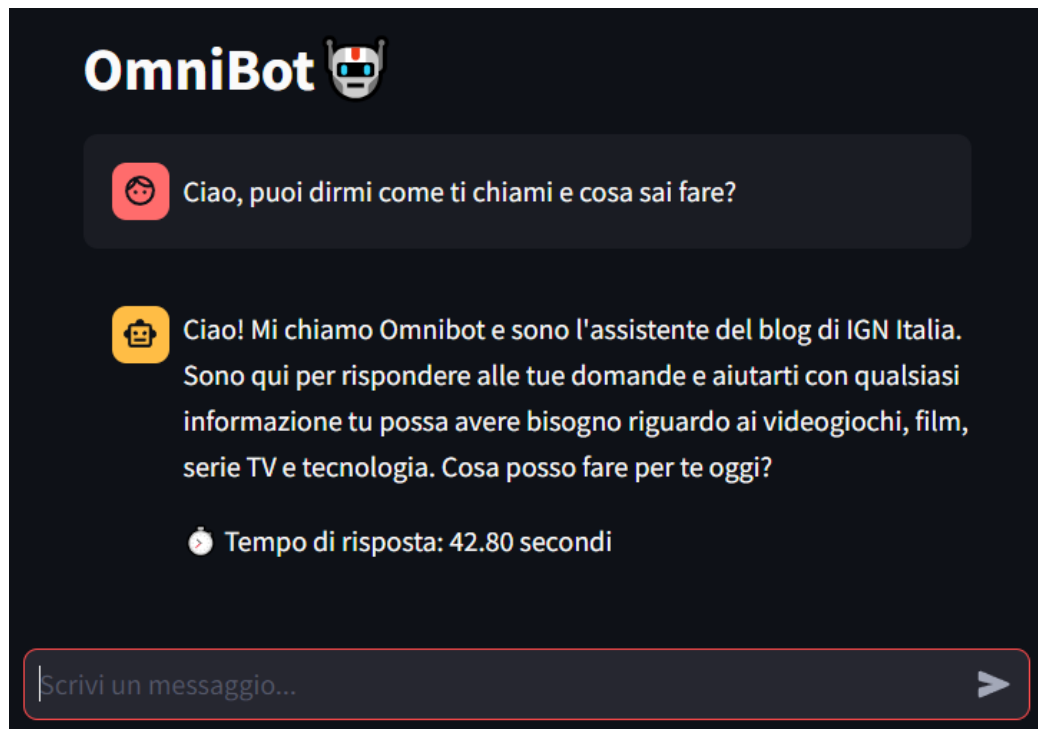 OmniBot
Ciao, puoi dirmi come ti chiami e cosa sai fare?
Ciao! Mi chiamo Omnibot e sono l'assistente del blog di IGN Italia.
Sono qui per rispondere alle tue domande e aiutarti con qualsiasi
informazione tu possa avere bisogno riguardo ai videogiochi, film,
serie TV e tecnologia. Cosa posso fare per te oggi?
Tempo di risposta: 42.80 secondi
Scrivi un messaggio...